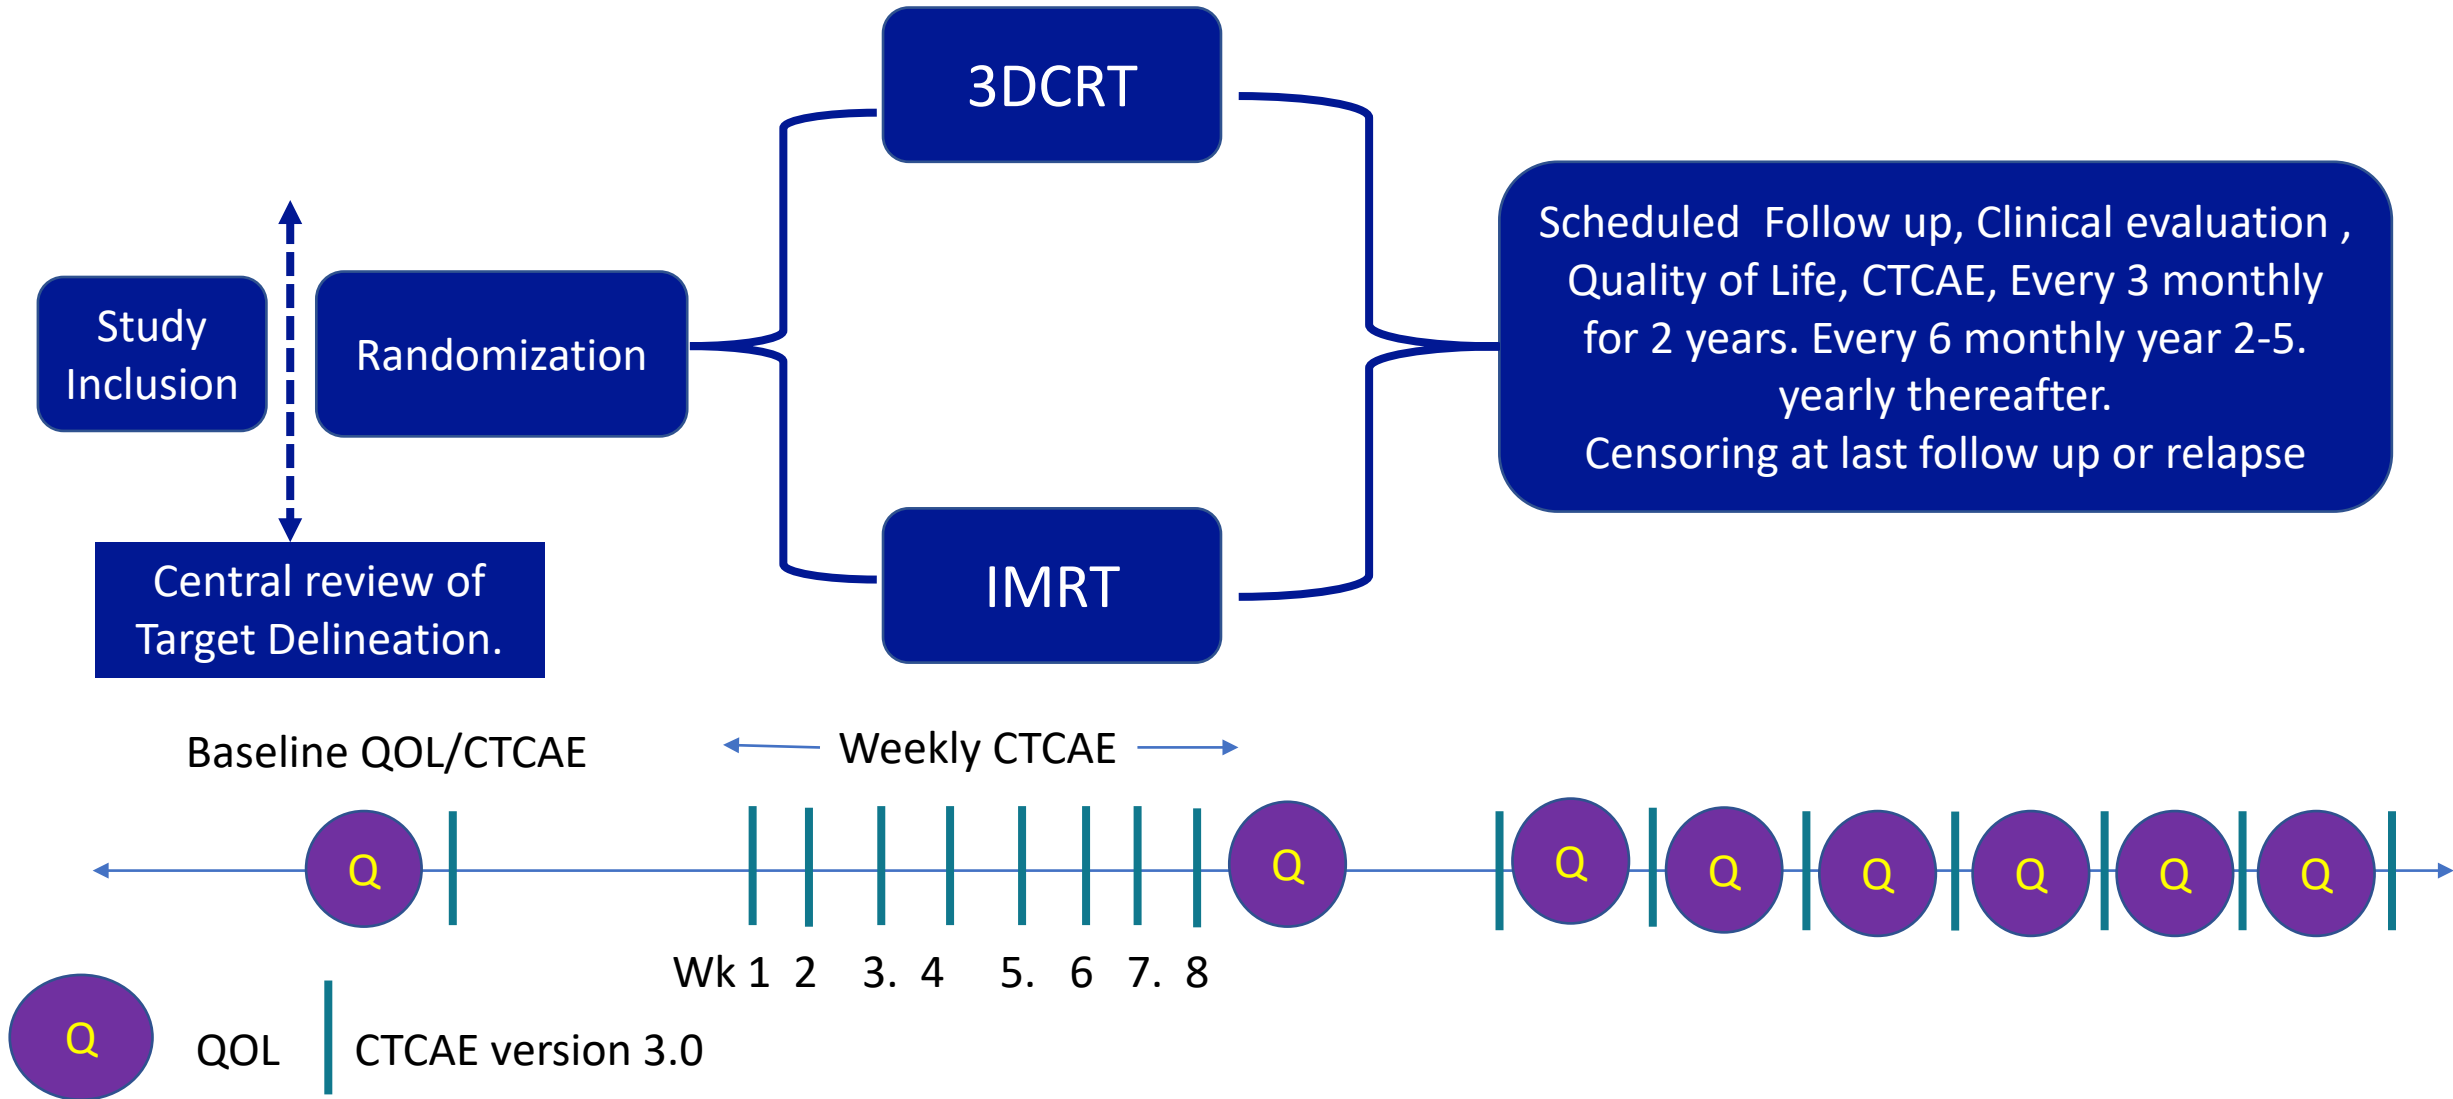 3DCRT
Study
Inclusion
Randomization
Scheduled  Follow up, Clinical evaluation ,
Quality of Life, CTCAE, Every 3 monthly
for 2 years. Every 6 monthly year 2-5.
yearly thereafter.
Censoring at last follow up or relapse
IMRT
Central review of
Target Delineation.
Baseline QOL/CTCAE
Weekly CTCAE
Q
Q
Q
Q
Q
Q
Q
Q
Wk 1 2 3. 4 5. 6 7. 8
Q
QOL
CTCAE version 3.0